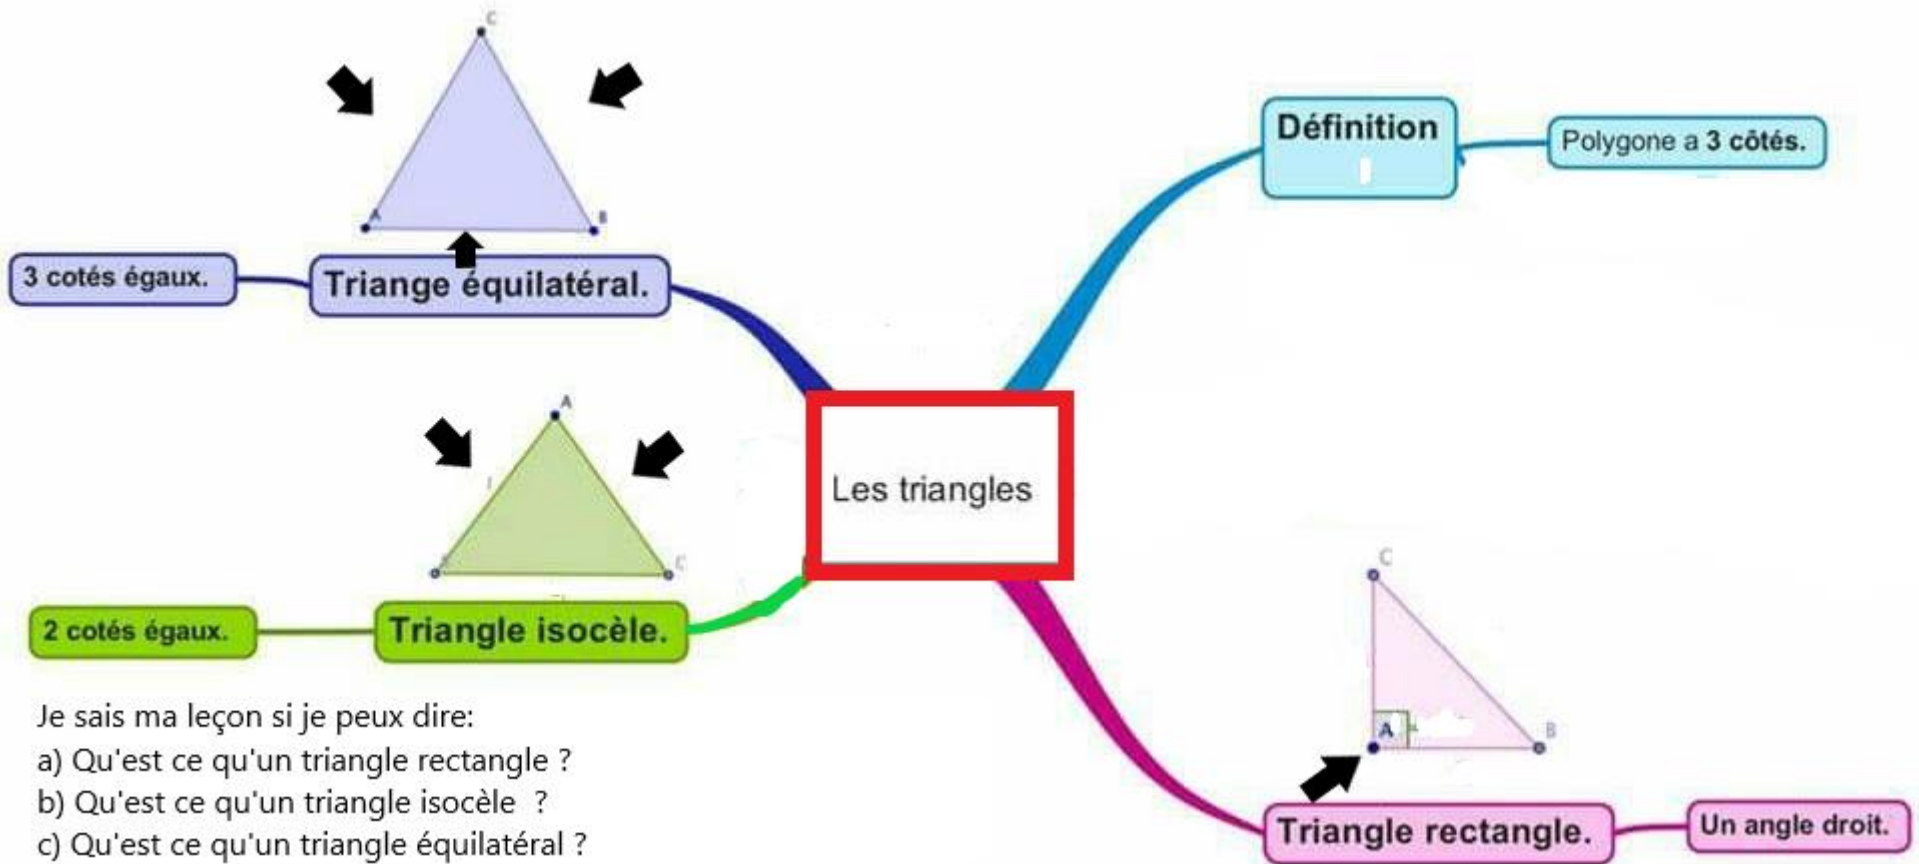 C
A
B
3 cotés égaux.
Triange équilatéral.
Définition
Polygone a 3 côtés.
Les triangles
A
C
2 cotés égaux.
Triangle isocèle.
C
A
B
Triangle rectangle.
Un angle droit.
Je sais ma leçon si je peux dire:
a) Qu'est ce qu'un triangle rectangle ?
b) Qu'est ce qu'un triangle isocèle  ?
c) Qu'est ce qu'un triangle équilatéral ?